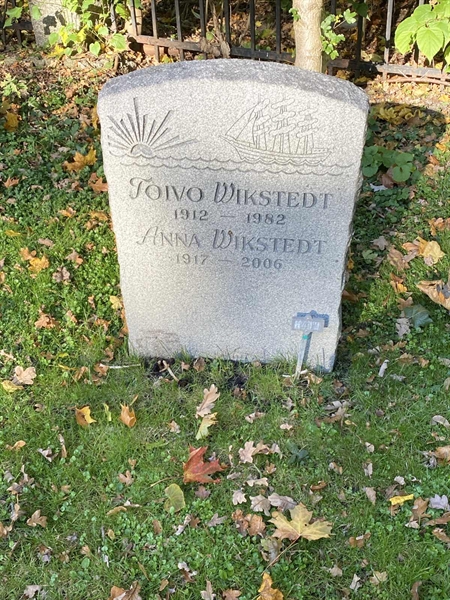 Toivo Wikstedt
1912 — 1982
Anna Wikstedt
1917 — 2006